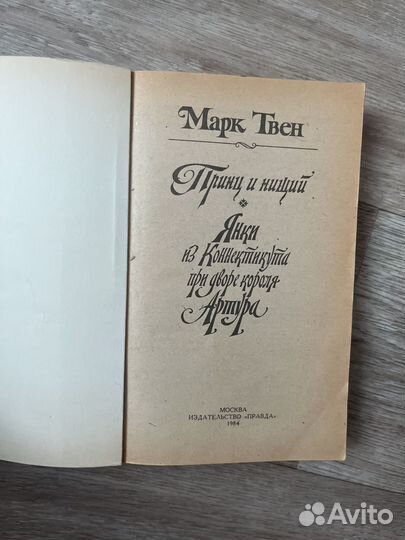 Марк Твен
Принц и нищий
Янки
из Коннектикута
при дворе короля
Артура
МОСКВА
ИЗДАТЕЛЬСТВО «ПРАВДА»
1984
Avito